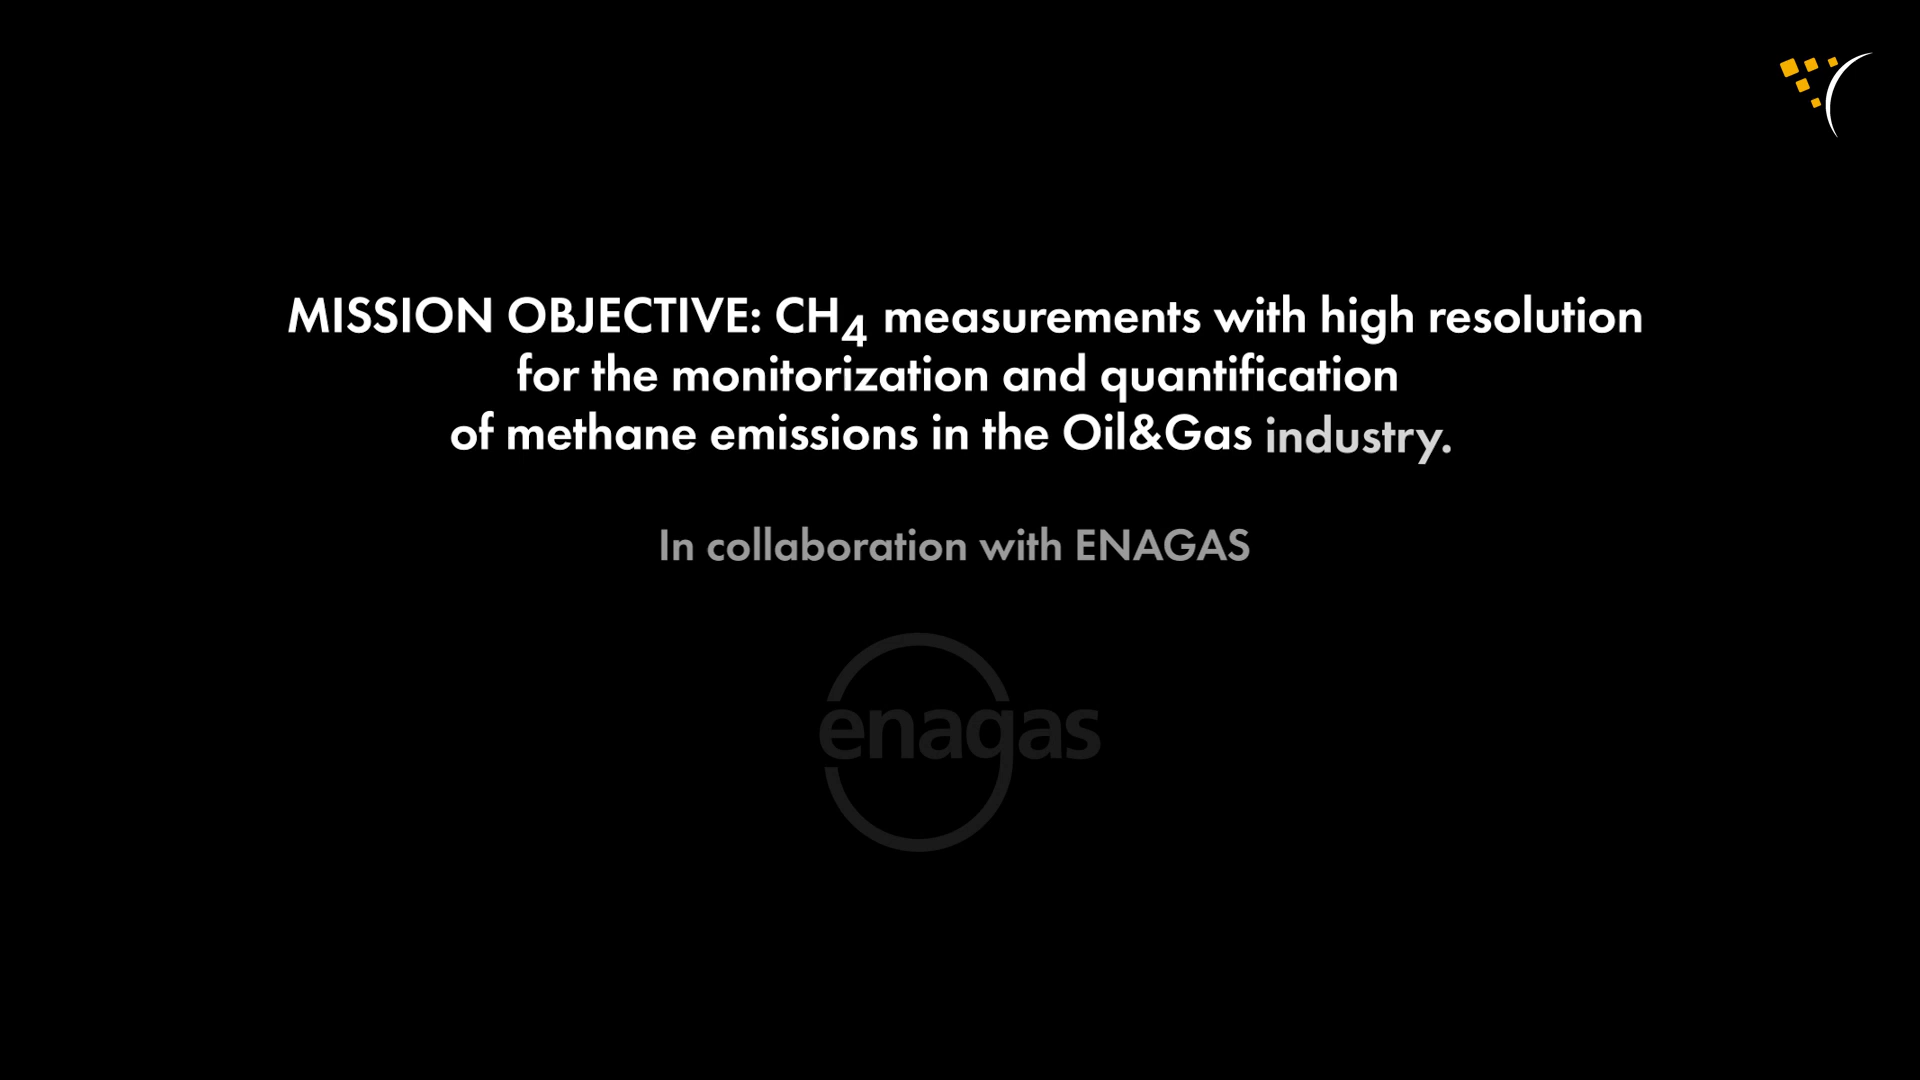 MISSION OBJECTIVE: CH₄ measurements with high resolution
for the monitorization and quantification
of methane emissions in the Oil&Gas industry.
In collaboration with ENAGAS
enagas